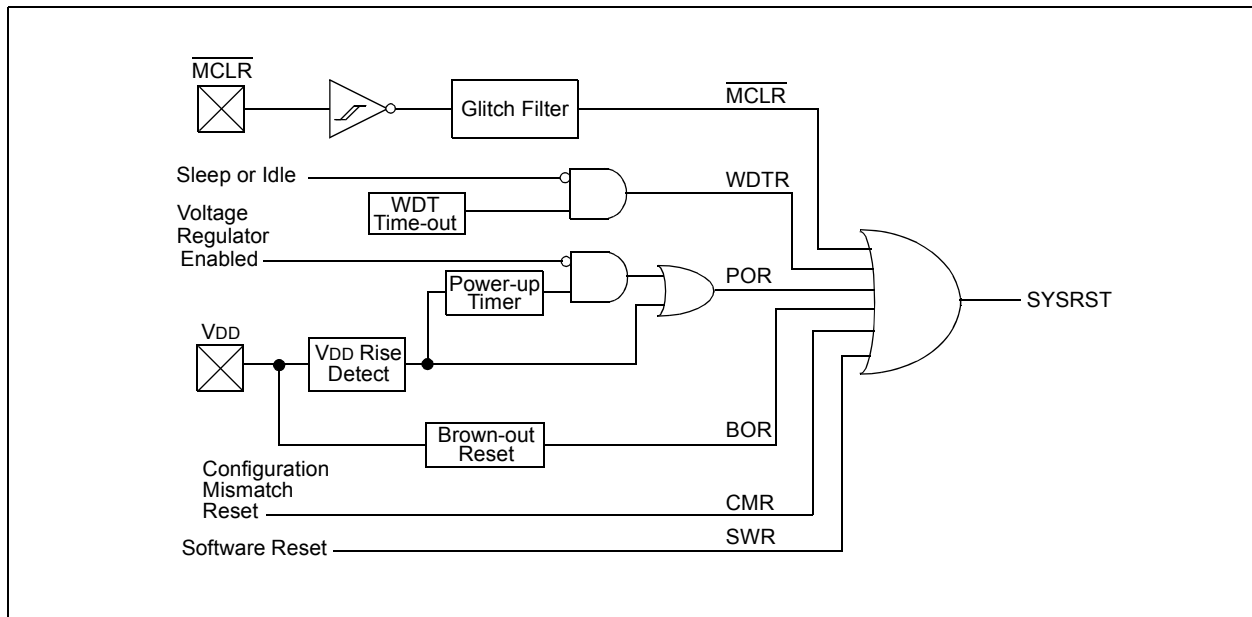 MCLR
Glitch Filter
MCLR
Sleep or Idle
WDTR
WDT
Time-out
Voltage
Regulator
Enabled
Power-up
Timer
POR
SYSRST
VDD
VDD Rise
Detect
Brown-out
Reset
BOR
Configuration
Mismatch
Reset
CMR
Software Reset
SWR